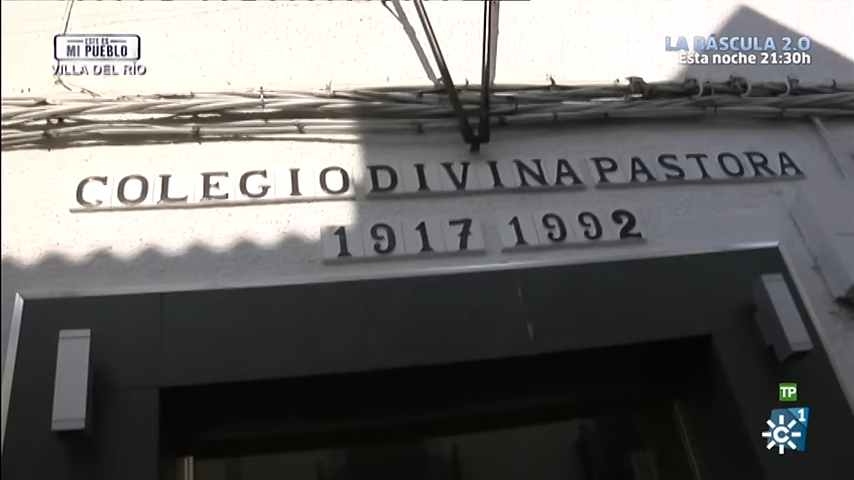 ESTE ES
MI PUEBLO
VILLA DEL RÍO
LA BÁSCULA 2.0
Esta noche 21:30h
COLEGIO DIVINA PASTORA
1917 1992
TP
1